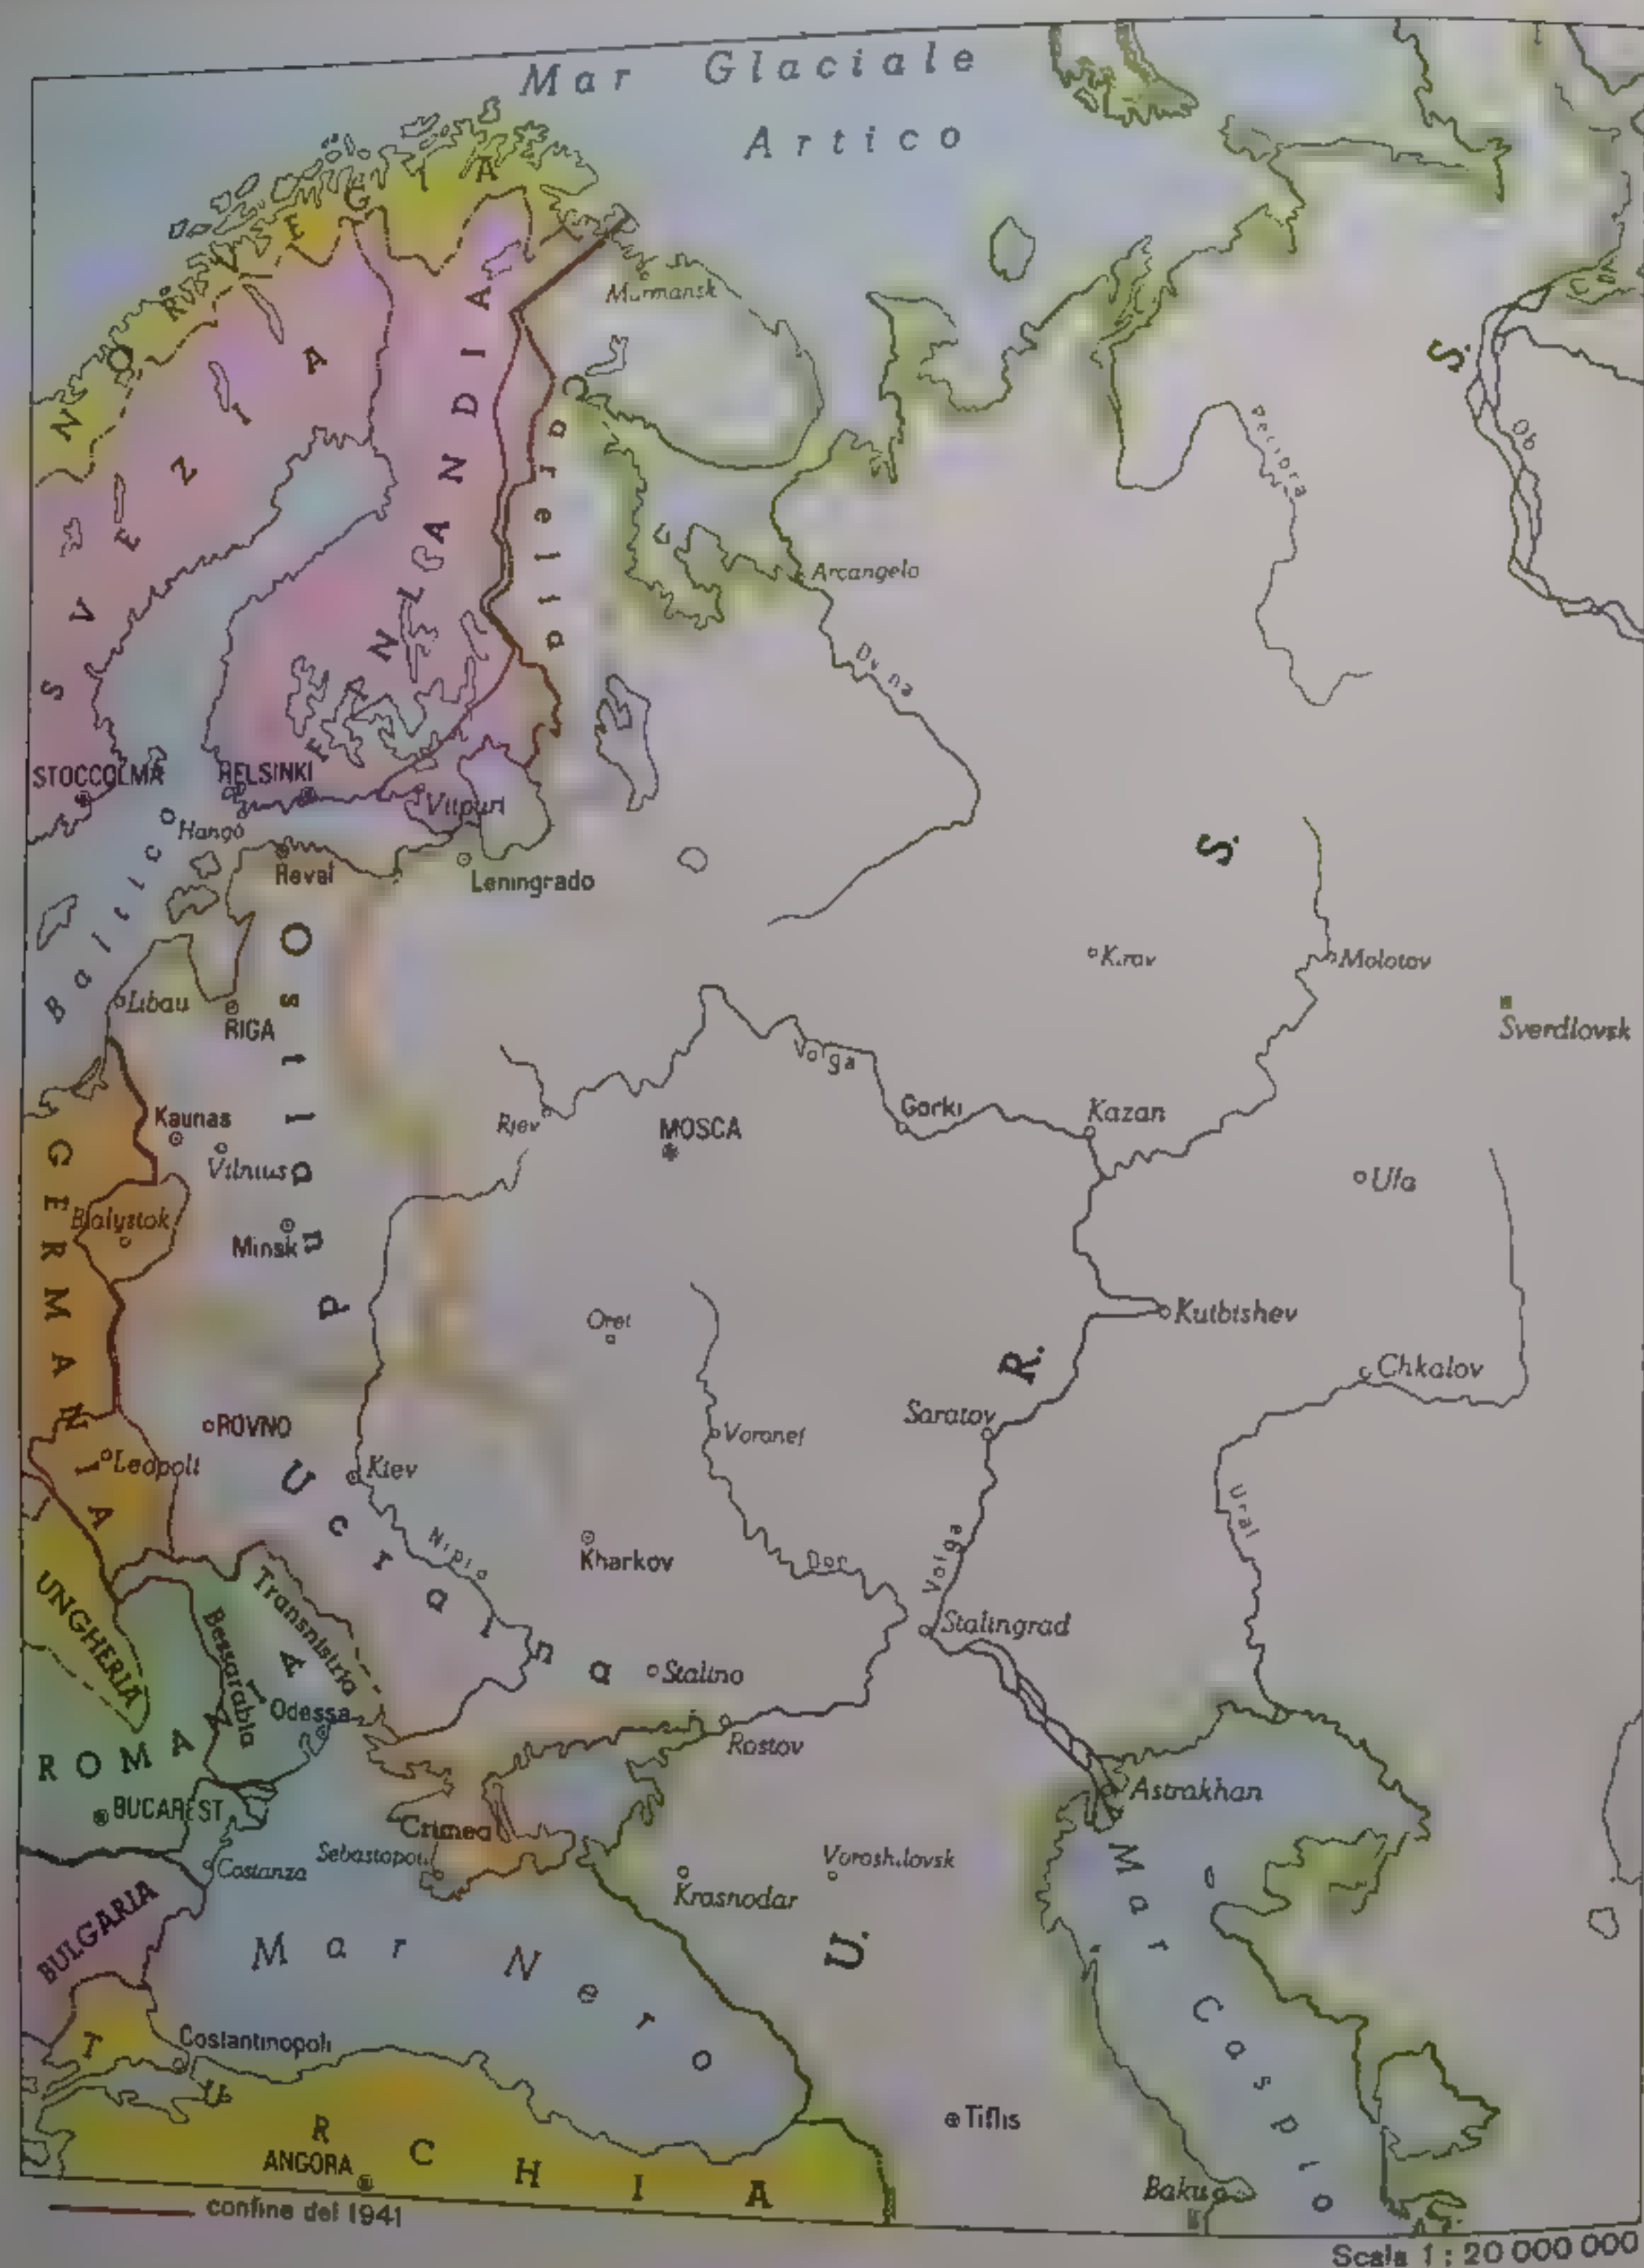 Mar Glaciale
Artico
NORVEGIA
SVEZIA
FINLANDIA
Carelia
Murmansk
Arcangelo
Dvina
Peciora
Ob
STOCCOLMA
HELSINKI
Viipuri
Hangö
Reval
Leningrado
Baltico
Libau
RIGA
Ostlaud
Kirov
Molotov
Sverdlovsk
Volga
Rjev
MOSCA
Gorki
Kazan
Ufa
Kaunas
Vilnius
Bialystok
Minsk
GERMANIA
Orel
Kuibishev
Chkalov
Saratov
ROVNO
Leopoli
Kiev
Voronej
Ucraina
Nipro
Kharkov
Don
Volga
Ural
Stalingrad
UNGHERIA
Transnistria
Bessarabia
Odessa
Stalino
Rostov
ROMANIA
BUCAREST
Costanza
Crimea
Sebastopoli
Krasnodar
Voroshilovsk
Astrakhan
U. R. S. S.
BULGARIA
Mar Nero
Mar Caspio
Costantinopoli
TURCHIA
ANGORA
Tiflis
Baku
confine del 1941
Scala 1 : 20 000 000